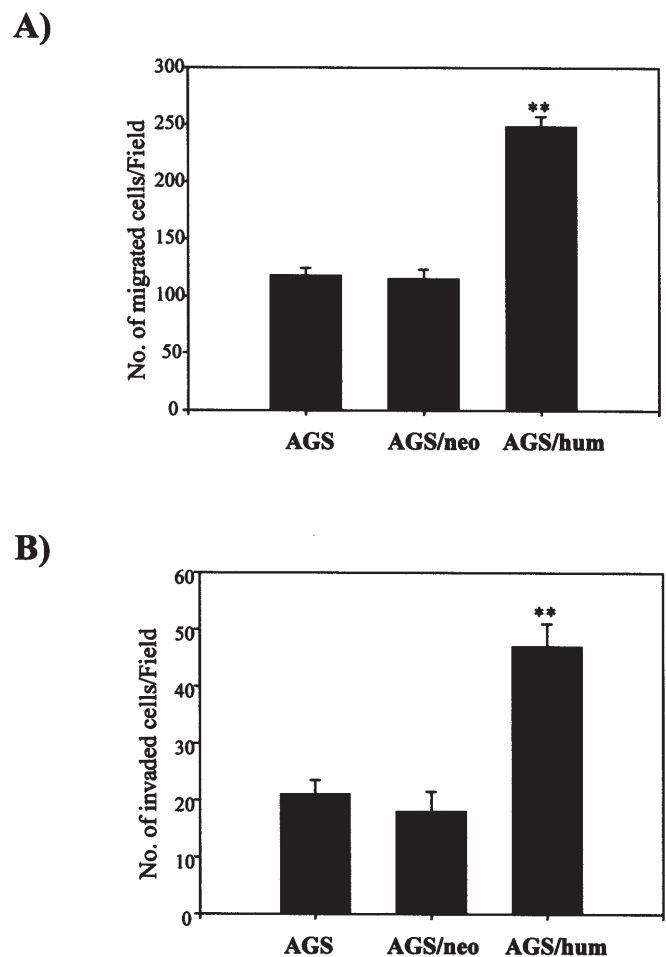 A)
No. of migrated cells/Field
300
250
200
150
100
50
0
**
AGS
AGS/neo
AGS/hum
B)
No. of invaded cells/Field
60
50
40
30
20
10
0
**
AGS
AGS/neo
AGS/hum